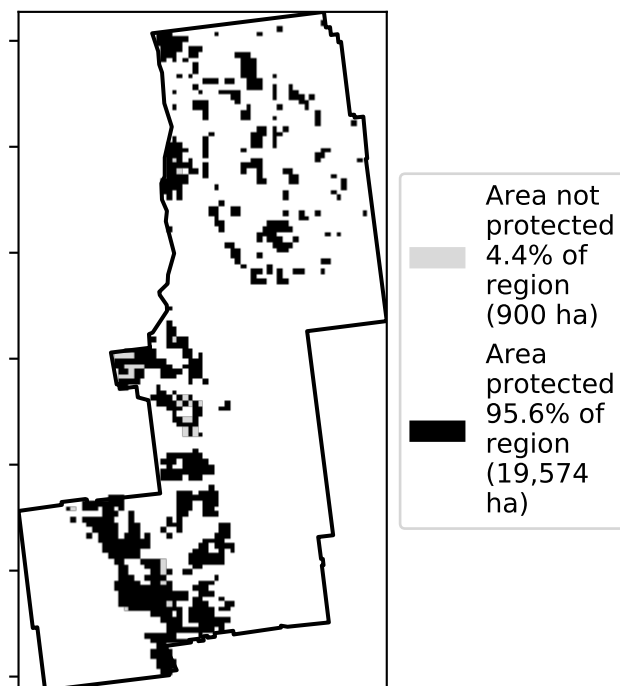 Area not
protected
4.4% of
region
(900 ha)
Area
protected
95.6% of
region
(19,574
ha)